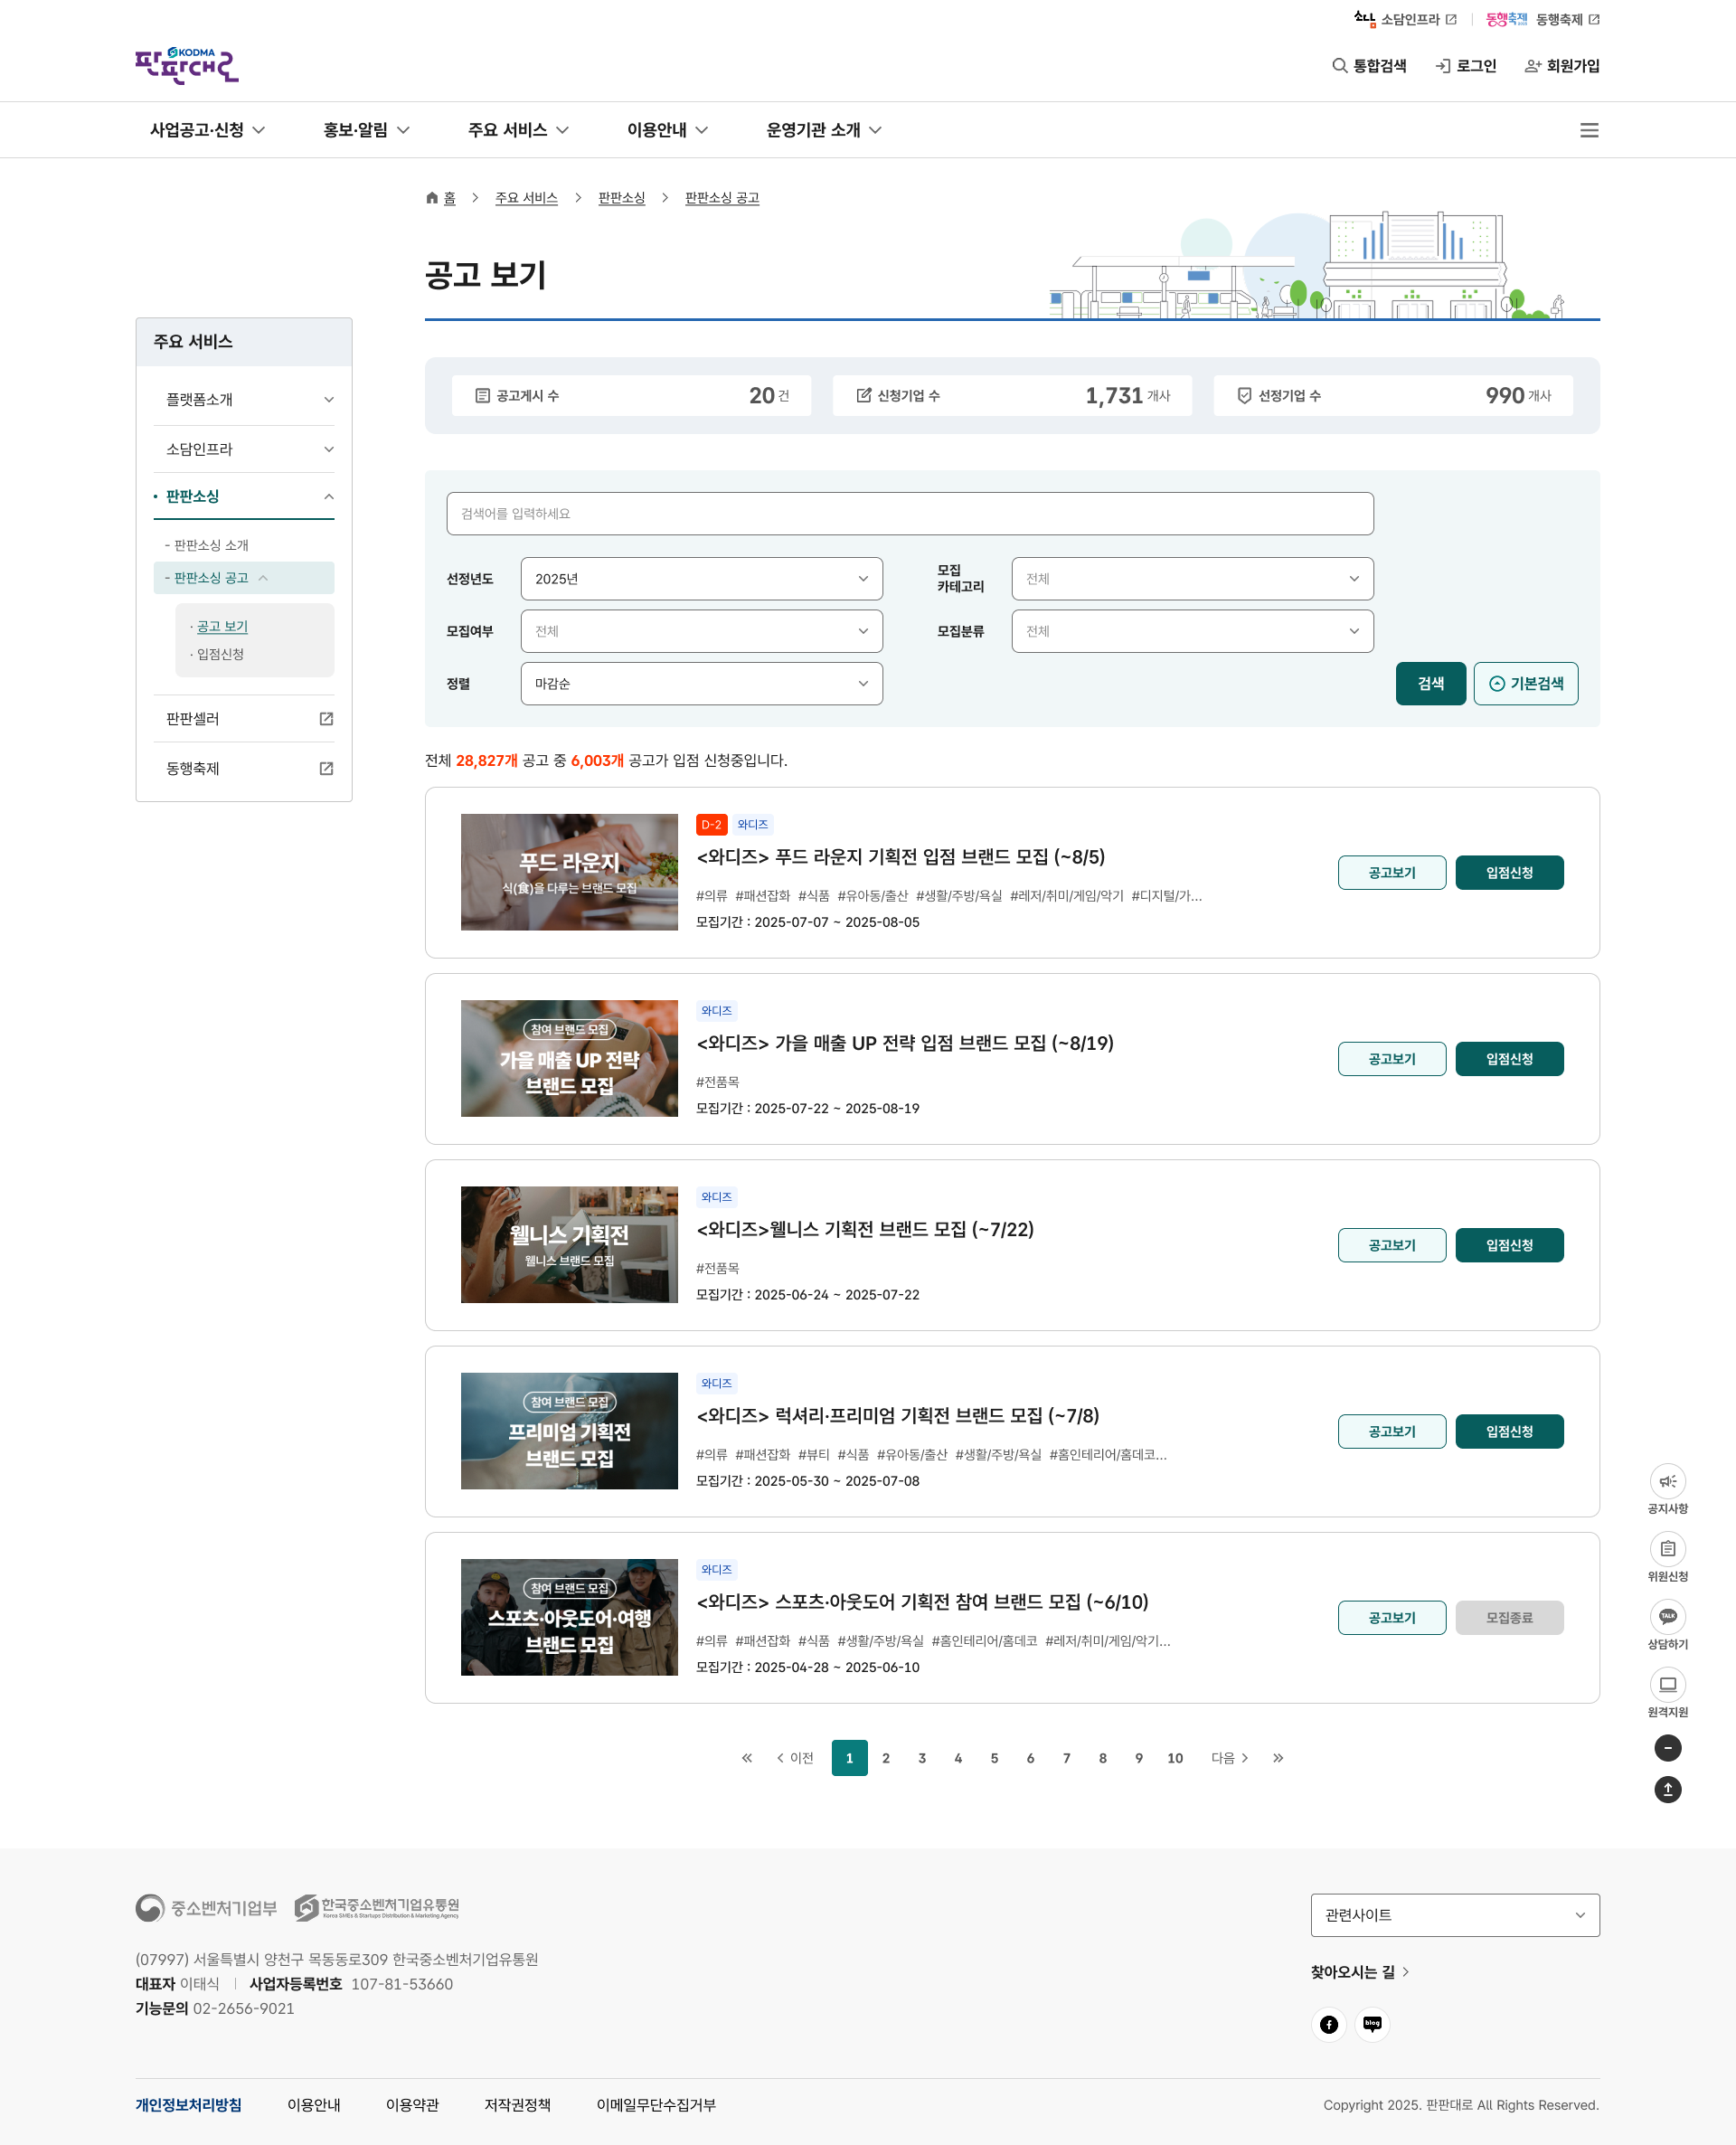 소담
소담인프라
동행축제
동행축제
KODMA
판판대로
통합검색
로그인
회원가입
사업공고·신청
홍보·알림
주요 서비스
이용안내
운영기관 소개
홈 > 주요 서비스 > 판판소싱 > 판판소싱 공고
공고 보기
주요 서비스
플랫폼소개
소담인프라
판판소싱
- 판판소싱 소개
- 판판소싱 공고
· 공고 보기
· 입점신청
판판셀러
동행축제
공고게시 수 20 건
신청기업 수 1,731 개사
선정기업 수 990 개사
검색어를 입력하세요
선정년도 2025년
모집
카테고리
전체
모집여부 전체
모집분류 전체
정렬 마감순
검색
기본검색
전체 28,827개 공고 중 6,003개 공고가 입점 신청중입니다.
푸드 라운지
식(食)을 다루는 브랜드 모집
D-2 와디즈
<와디즈> 푸드 라운지 기획전 입점 브랜드 모집 (~8/5)
#의류 #패션잡화 #식품 #유아동/출산 #생활/주방/욕실 #레저/취미/게임/악기 #디지털/가...
모집기간 : 2025-07-07 ~ 2025-08-05
공고보기
입점신청
참여 브랜드 모집
가을 매출 UP 전략
브랜드 모집
와디즈
<와디즈> 가을 매출 UP 전략 입점 브랜드 모집 (~8/19)
#전품목
모집기간 : 2025-07-22 ~ 2025-08-19
공고보기
입점신청
웰니스 기획전
웰니스 브랜드 모집
와디즈
<와디즈>웰니스 기획전 브랜드 모집 (~7/22)
#전품목
모집기간 : 2025-06-24 ~ 2025-07-22
공고보기
입점신청
참여 브랜드 모집
프리미엄 기획전
브랜드 모집
와디즈
<와디즈> 럭셔리·프리미엄 기획전 브랜드 모집 (~7/8)
#의류 #패션잡화 #뷰티 #식품 #유아동/출산 #생활/주방/욕실 #홈인테리어/홈데코...
모집기간 : 2025-05-30 ~ 2025-07-08
공고보기
입점신청
참여 브랜드 모집
스포츠·아웃도어·여행
브랜드 모집
와디즈
<와디즈> 스포츠·아웃도어 기획전 참여 브랜드 모집 (~6/10)
#의류 #패션잡화 #식품 #생활/주방/욕실 #홈인테리어/홈데코 #레저/취미/게임/악기...
모집기간 : 2025-04-28 ~ 2025-06-10
공고보기
모집종료
공지사항
위원신청
TALK
상담하기
원격지원
« < 이전 1 2 3 4 5 6 7 8 9 10 다음 > »
중소벤처기업부
한국중소벤처기업유통원
Korea SMEs & Startups Distribution & Marketing Agency
(07997) 서울특별시 양천구 목동동로309 한국중소벤처기업유통원
대표자 이태식 | 사업자등록번호 107-81-53660
기능문의 02-2656-9021
관련사이트
찾아오시는 길 >
f
blog
개인정보처리방침
이용안내
이용약관
저작권정책
이메일무단수집거부
Copyright 2025. 판판대로 All Rights Reserved.